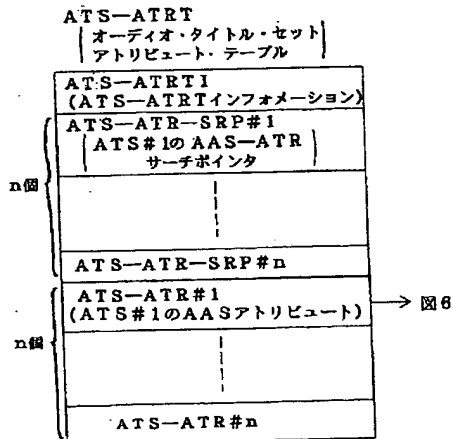 ATS—ATRT
オーディオ・タイトル・セット
アトリビュート・テーブル
ATS—ATRTI
(ATS—ATRTインフォメーション)
ATS—ATR—SRP#1
ATS#1のAAS—ATR
サーチポインタ
n個
ATS—ATR—SRP#n
ATS—ATR#1
(ATS#1のAASアトリビュート)
図6
n個
ATS—ATR#n